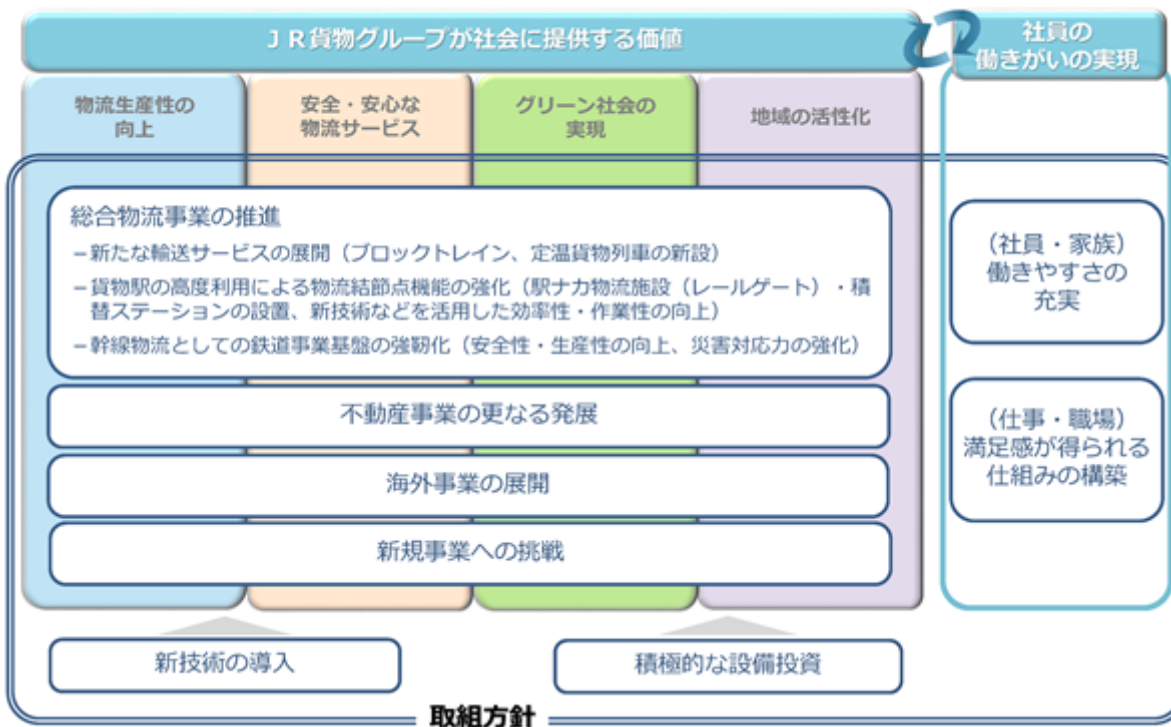 ＪＲ貨物グループが社会に提供する価値
社員の
働きがいの実現
物流生産性の
向上
安全・安心な
物流サービス
グリーン社会の
実現
地域の活性化
総合物流事業の推進
－新たな輸送サービスの展開（ブロックトレイン、定温貨物列車の新設）
－貨物駅の高度利用による物流結節点機能の強化（駅ナカ物流施設（レールゲート）・積
替ステーションの設置、新技術などを活用した効率性・作業性の向上）
－幹線物流としての鉄道事業基盤の強靭化（安全性・生産性の向上、災害対応力の強化）
不動産事業の更なる発展
海外事業の展開
新規事業への挑戦
（社員・家族）
働きやすさの
充実
（仕事・職場）
満足感が得られる
仕組みの構築
新技術の導入
積極的な設備投資
取組方針